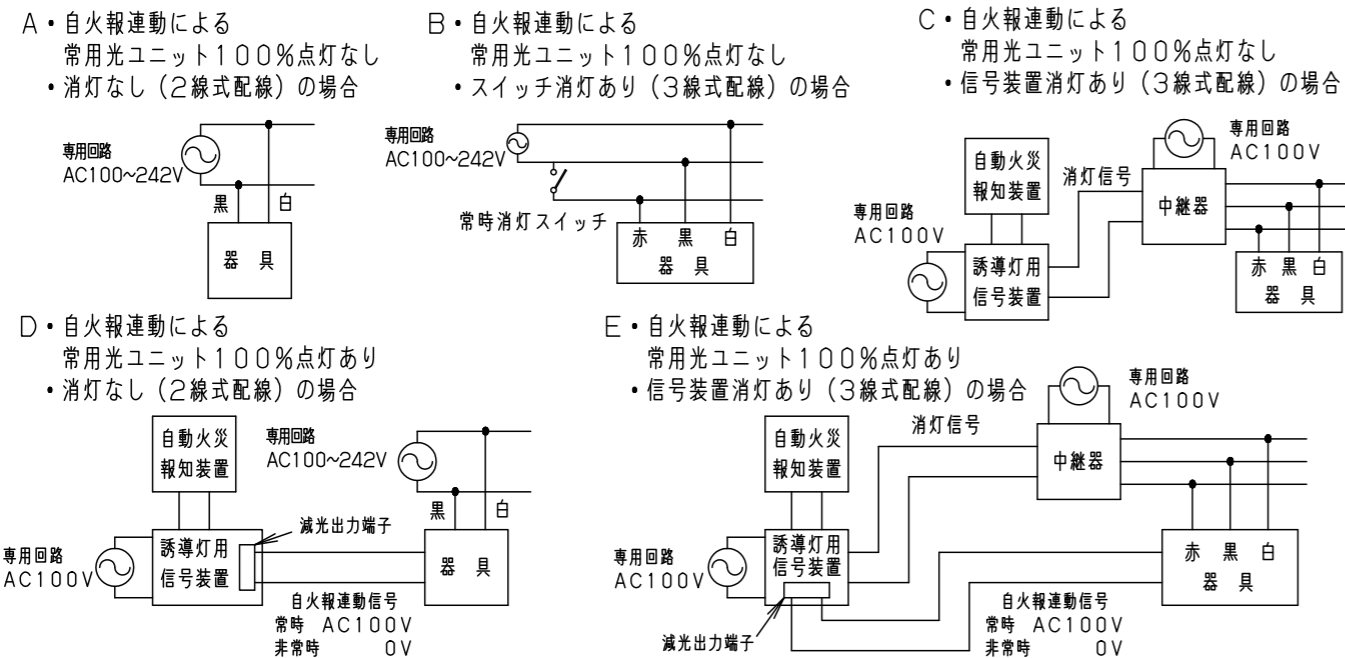 A・自火報連動による
常用光ユニット100%点灯なし
・消灯なし(2線式配線)の場合
専用回路
AC100~242V
黒
白
器 具
B・自火報連動による
常用光ユニット100%点灯なし
・スイッチ消灯あり(3線式配線)の場合
専用回路
AC100~242V
常時消灯スイッチ
赤 黒 白
器 具
C・自火報連動による
常用光ユニット100%点灯なし
・信号装置消灯あり(3線式配線)の場合
専用回路
AC100V
自動火災
報知装置
消灯信号
中継器
専用回路
AC100V
誘導灯用
信号装置
赤 黒 白
器 具
D・自火報連動による
常用光ユニット100%点灯あり
・消灯なし(2線式配線)の場合
自動火災
報知装置
専用回路
AC100~242V
黒
白
減光出力端子
専用回路
AC100V
誘導灯用
信号装置
器 具
自火報連動信号
常時 AC100V
非常時 0V
E・自火報連動による
常用光ユニット100%点灯あり
・信号装置消灯あり(3線式配線)の場合
専用回路
AC100V
消灯信号
自動火災
報知装置
中継器
専用回路
AC100V
誘導灯用
信号装置
赤 黒 白
器 具
減光出力端子
自火報連動信号
常時 AC100V
非常時 0V